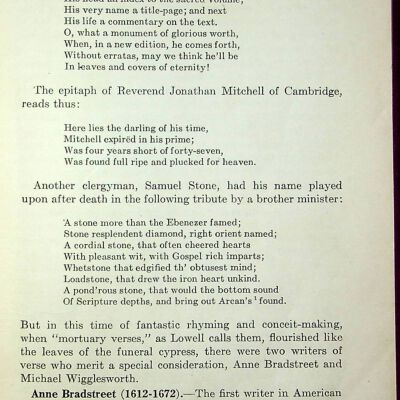 His head an index to the sacred volume;
His very name a title-page; and next
His life a commentary on the text.
O, what a monument of glorious worth,
When, in a new edition, he comes forth,
Without erratas, may we think he'll be
In leaves and covers of eternity!
The epitaph of Reverend Jonathan Mitchell of Cambridge,
reads thus:
Here lies the darling of his time,
Mitchell expirëd in his prime;
Was four years short of forty-seven,
Was found full ripe and plucked for heaven.
Another clergyman, Samuel Stone, had his name played
upon after death in the following tribute by a brother minister:
A stone more than the Ebenezer famed;
Stone resplendent diamond, right orient named;
A cordial stone, that often cheered hearts
With pleasant wit, with Gospel rich imparts;
Whetstone that edgified th' obtusest mind;
Loadstone, that drew the iron heart unkind.
A pond'rous stone, that would the bottom sound
Of Scripture depths, and bring out Arcan's¹ found.
But in this time of fantastic rhyming and conceit-making,
when "mortuary verses," as Lowell calls them, flourished like
the leaves of the funeral cypress, there were two writers of
verse who merit a special consideration, Anne Bradstreet and
Michael Wigglesworth.
Anne Bradstreet (1612-1672).—The first writer in American